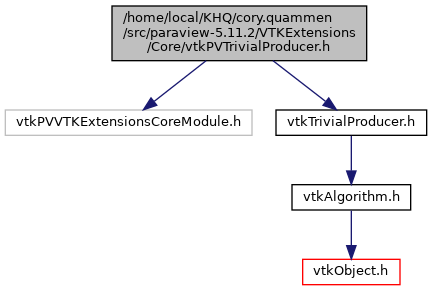 /home/local/KHQ/cory.quammen
/src/paraview-5.11.2/VTKExtensions
/Core/vtkPVTrivialProducer.h
vtkPVVTKExtensionsCoreModule.h
vtkTrivialProducer.h
vtkAlgorithm.h
vtkObject.h